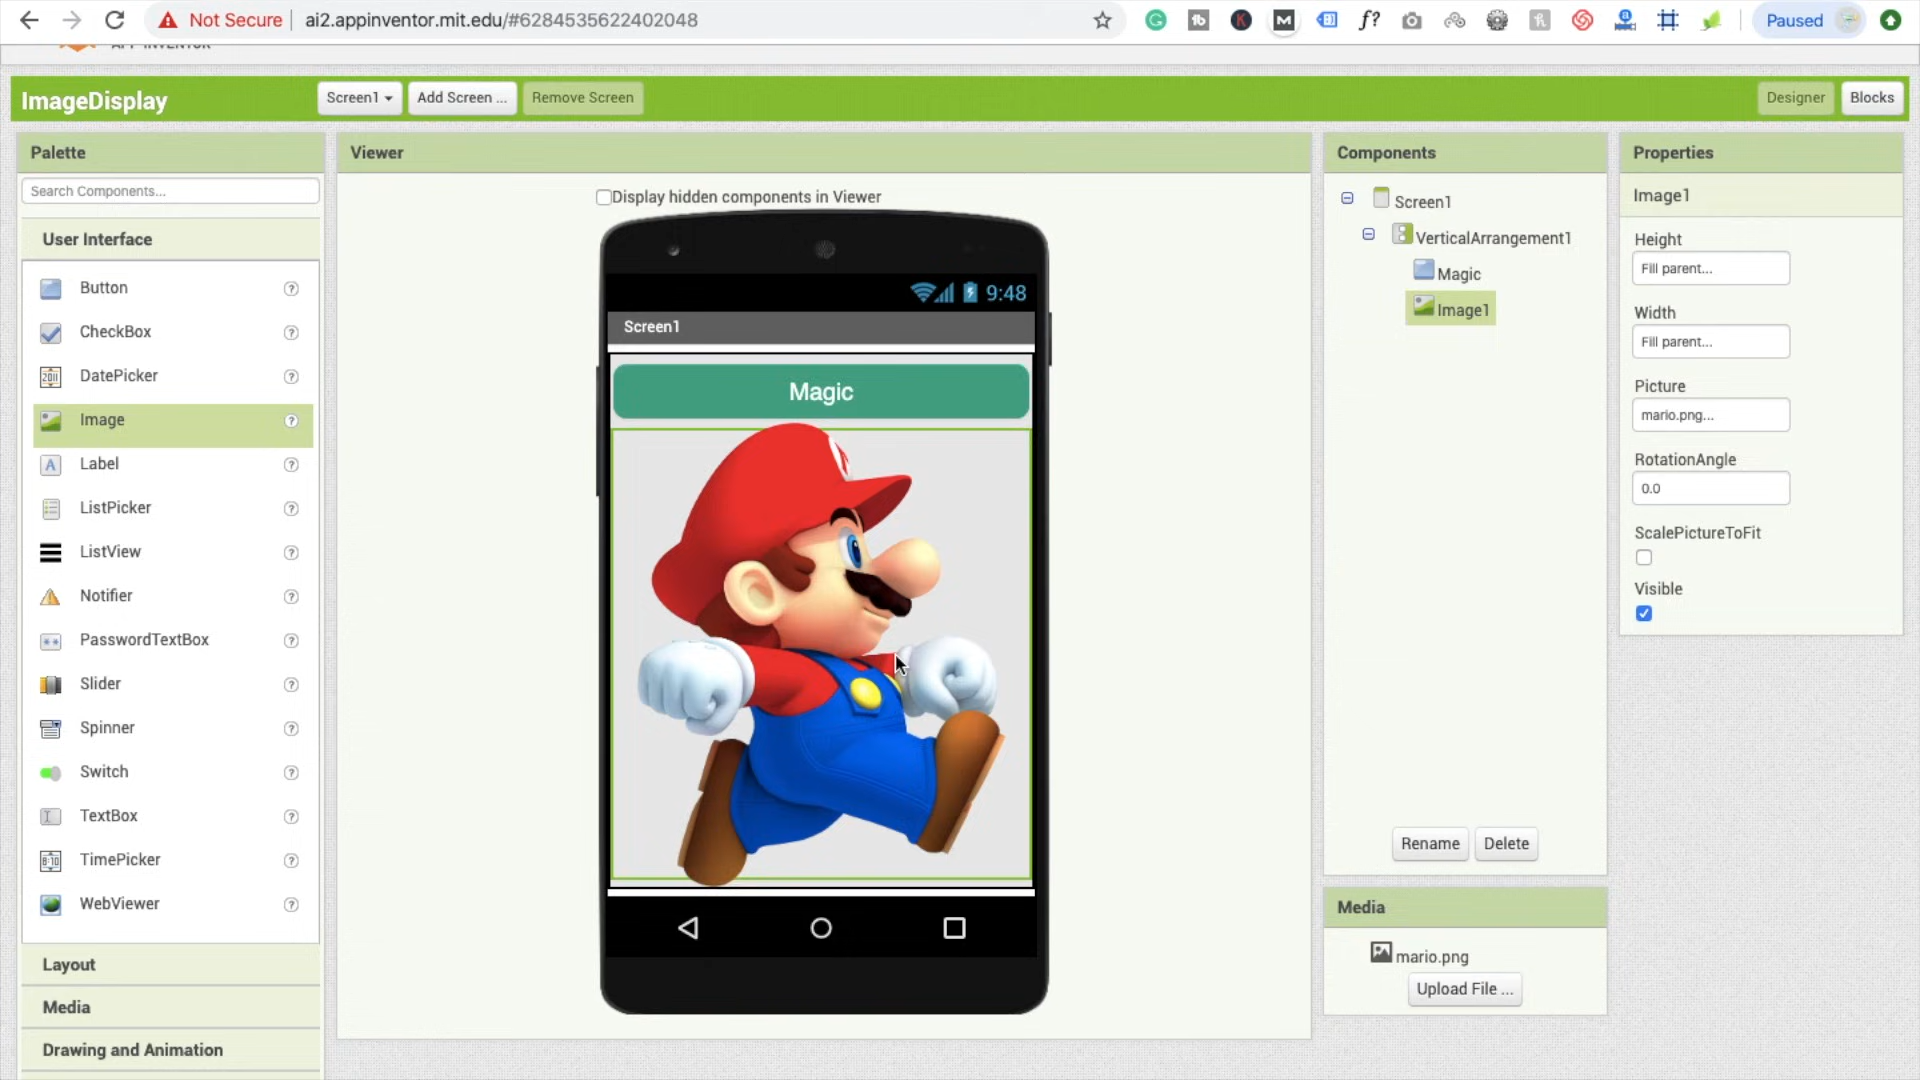 Not Secure
ai2.appinventor.mit.edu/#6284535622402048
Paused
APP INVENTOR
ImageDisplay
Screen1
Add Screen ...
Remove Screen
Designer
Blocks
Palette
Search Components...
User Interface
Button
CheckBox
DatePicker
Image
Label
ListPicker
ListView
Notifier
PasswordTextBox
Slider
Spinner
Switch
TextBox
TimePicker
WebViewer
Layout
Media
Drawing and Animation
Viewer
Display hidden components in Viewer
9:48
Screen1
Magic
Components
Screen1
VerticalArrangement1
Magic
Image1
Rename
Delete
Media
mario.png
Upload File ...
Properties
Image1
Height
Fill parent...
Width
Fill parent...
Picture
mario.png...
RotationAngle
0.0
ScalePictureToFit
Visible